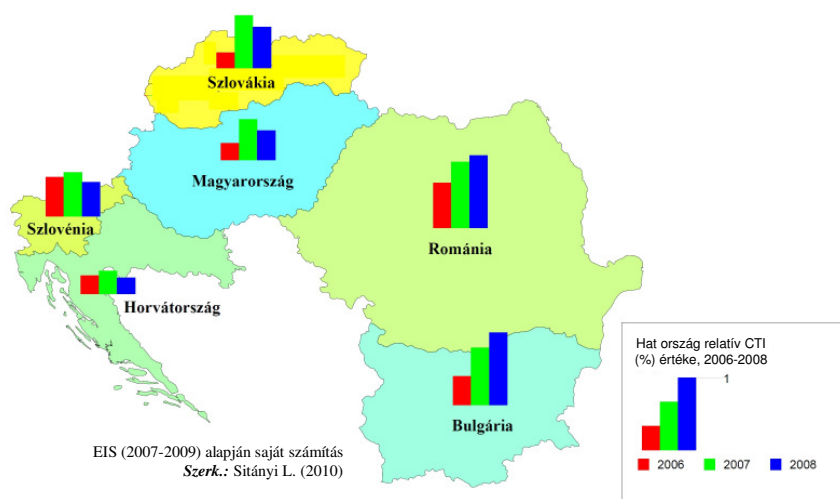 Szlovákia
Magyarország
Szlovénia
Románia
Horvátország
Bulgária
EIS (2007-2009) alapján saját számítás
Szerk.: Sitányi L. (2010)
Hat ország relatív CTI
(%) értéke, 2006-2008
1
2006 2007 2008